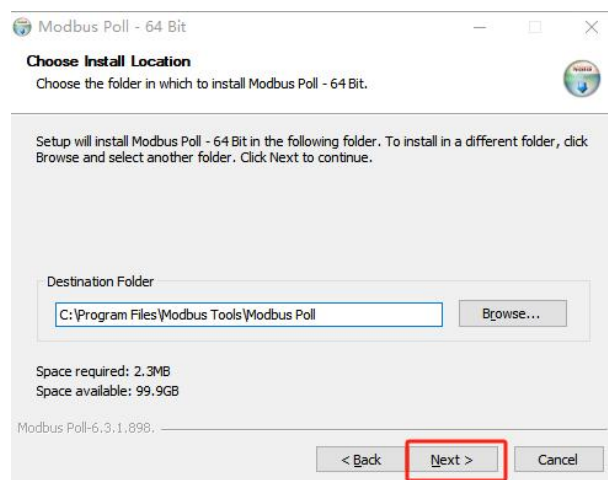 Modbus Poll - 64 Bit
Choose Install Location
Choose the folder in which to install Modbus Poll - 64 Bit.
Setup will install Modbus Poll - 64 Bit in the following folder. To install in a different folder, click
Browse and select another folder. Click Next to continue.
Destination Folder
C:\Program Files\Modbus Tools\Modbus Poll
Browse...
Space required: 2.3MB
Space available: 99.9GB
Modbus Poll-6.3.1.898.
< Back
Next >
Cancel